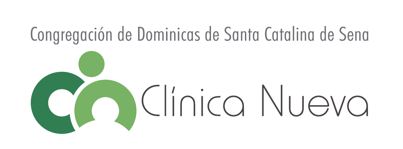 Congregación de Dominicas de Santa Catalina de Sena
Clínica Nueva